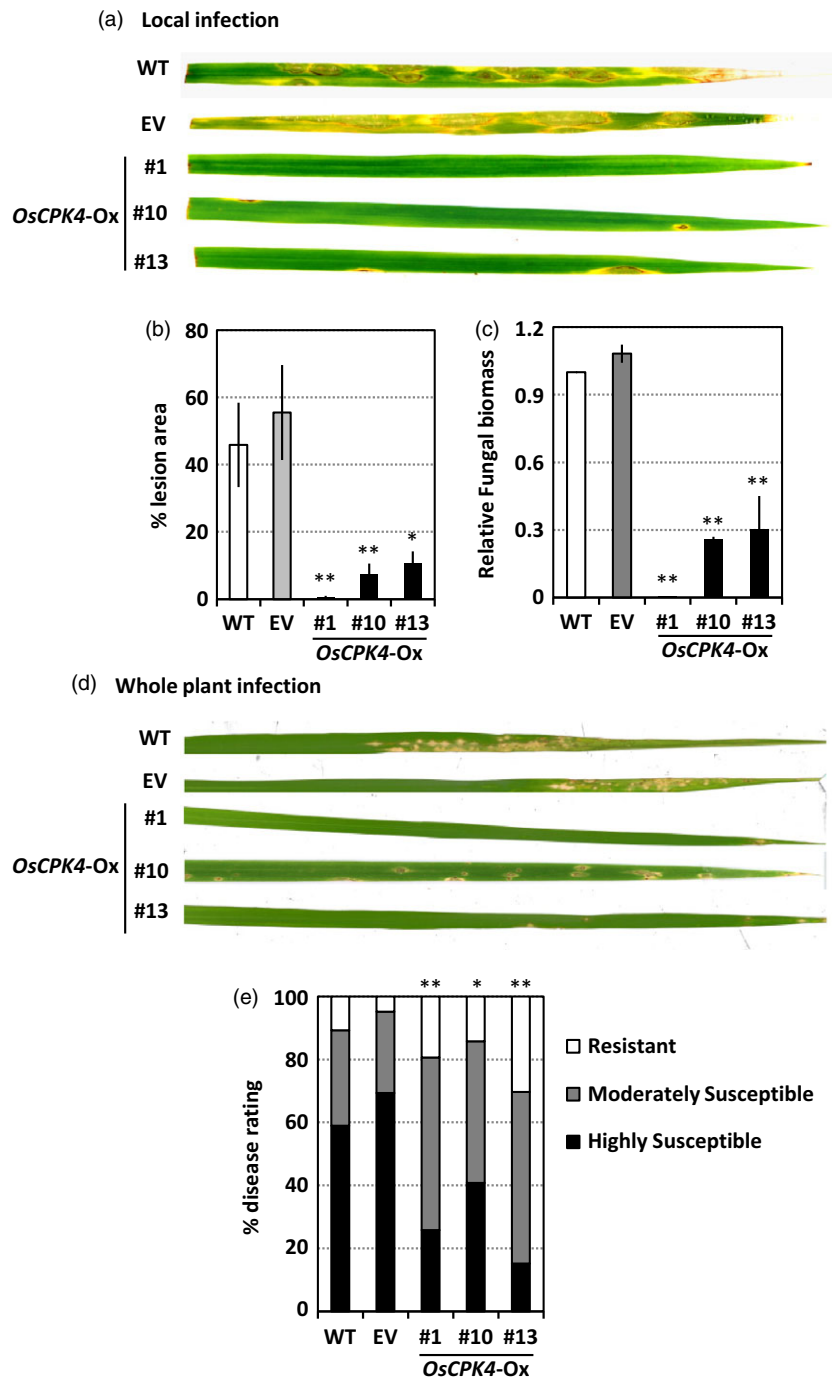 (a) Local infection
WT
EV
#1
OsCPK4-Ox
#10
#13
(b)
80
60
40
20
0
% lesion area
**
**
*
WT EV #1 #10 #13
OsCPK4-Ox
(c)
1.2
0.9
0.6
0.3
0
Relative Fungal biomass
**
**
**
WT EV #1 #10 #13
OsCPK4-Ox
(d) Whole plant infection
WT
EV
#1
OsCPK4-Ox
#10
#13
(e)
100
80
60
40
20
0
% disease rating
** * **
Resistant
Moderately Susceptible
Highly Susceptible
WT EV #1 #10 #13
OsCPK4-Ox